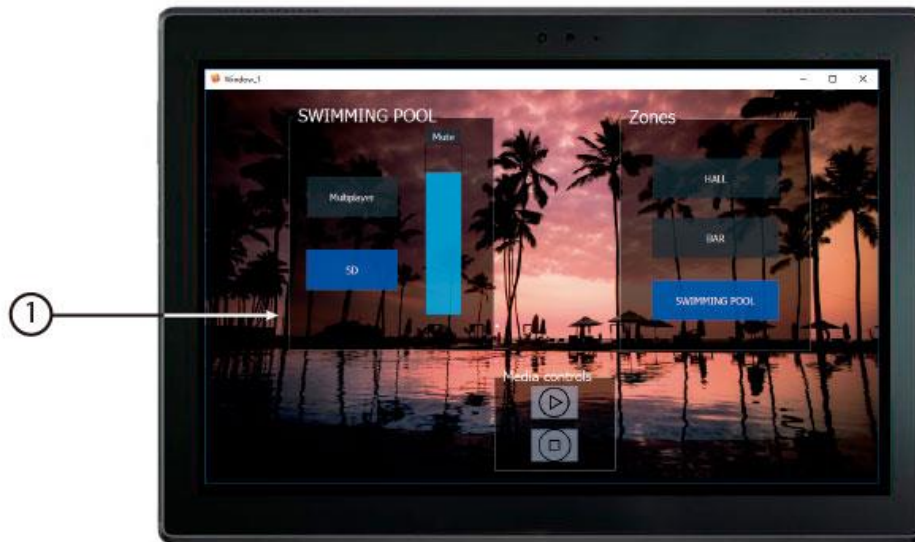 1
Window_1
SWIMMING POOL
Mute
Multiplayer
SD
Zones
HALL
BAR
SWIMMING POOL
Media controls